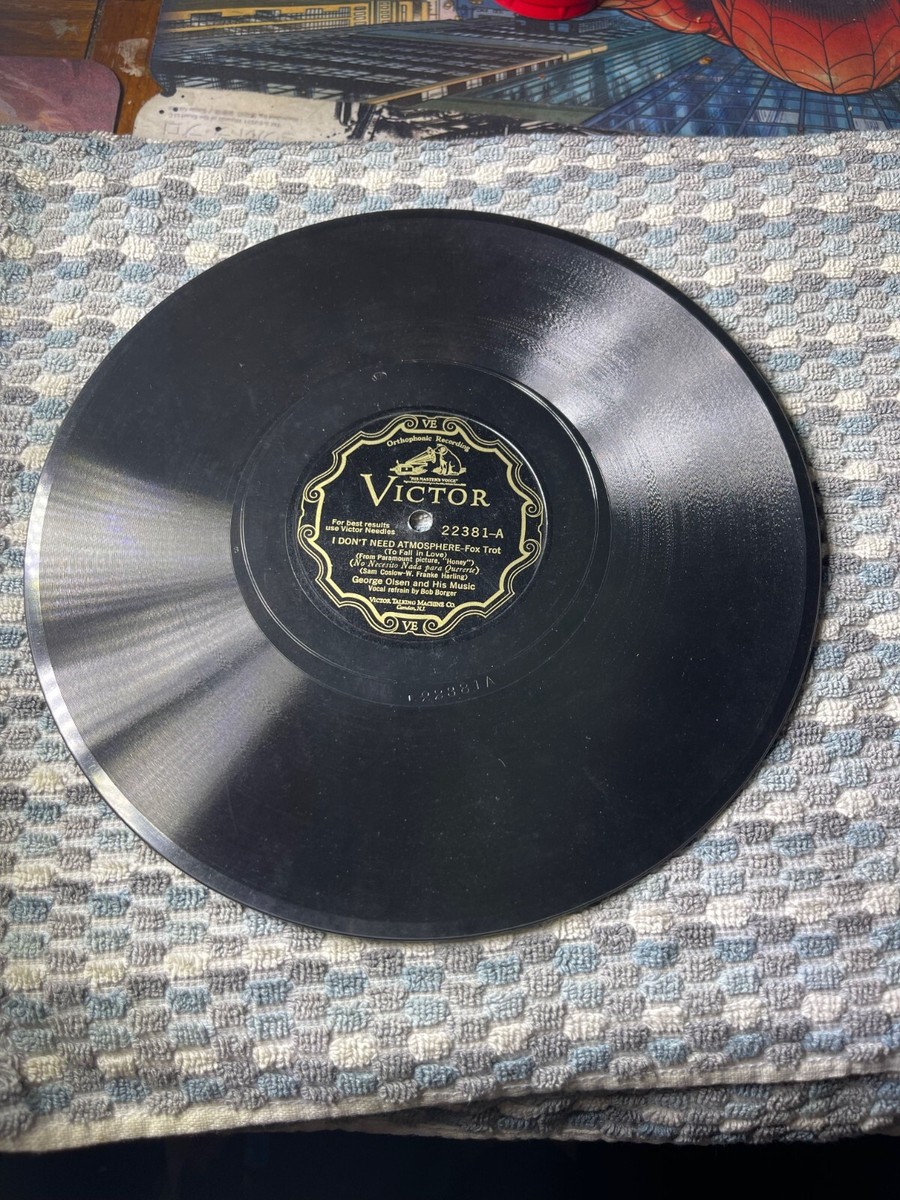 VE
Orthophonic Recording
"HIS MASTER'S VOICE"
VICTOR
For best results
use Victor Needles
22381-A
I DON'T NEED ATMOSPHERE-Fox Trot
(To Fall in Love)
(From Paramount picture, "Honey")
(No Necesito Nada para Quererte)
(Sam Coslow-W. Franke Harling)
George Olsen and His Music
Vocal refrain by Bob Borger
VICTOR TALKING MACHINE CO.
Camden, N.J.
VE
22381A